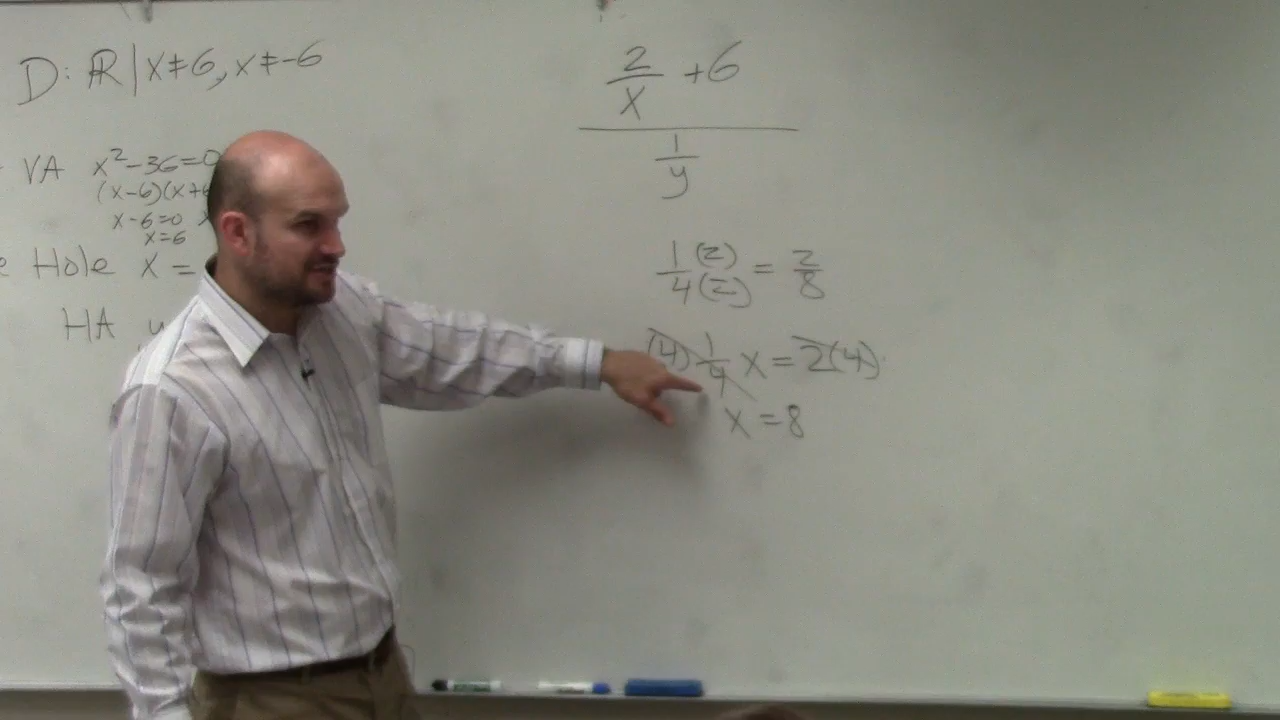 D: ℝ | x≠6, x≠-6
VA x²-36=0
(x-6)(x+6
x-6=0 x
x=6
Hole x =
HA y
2/x + 6
1/y
1(2)/4(2) = 2/8
(4) 1/4 x = 2(4)
x = 8